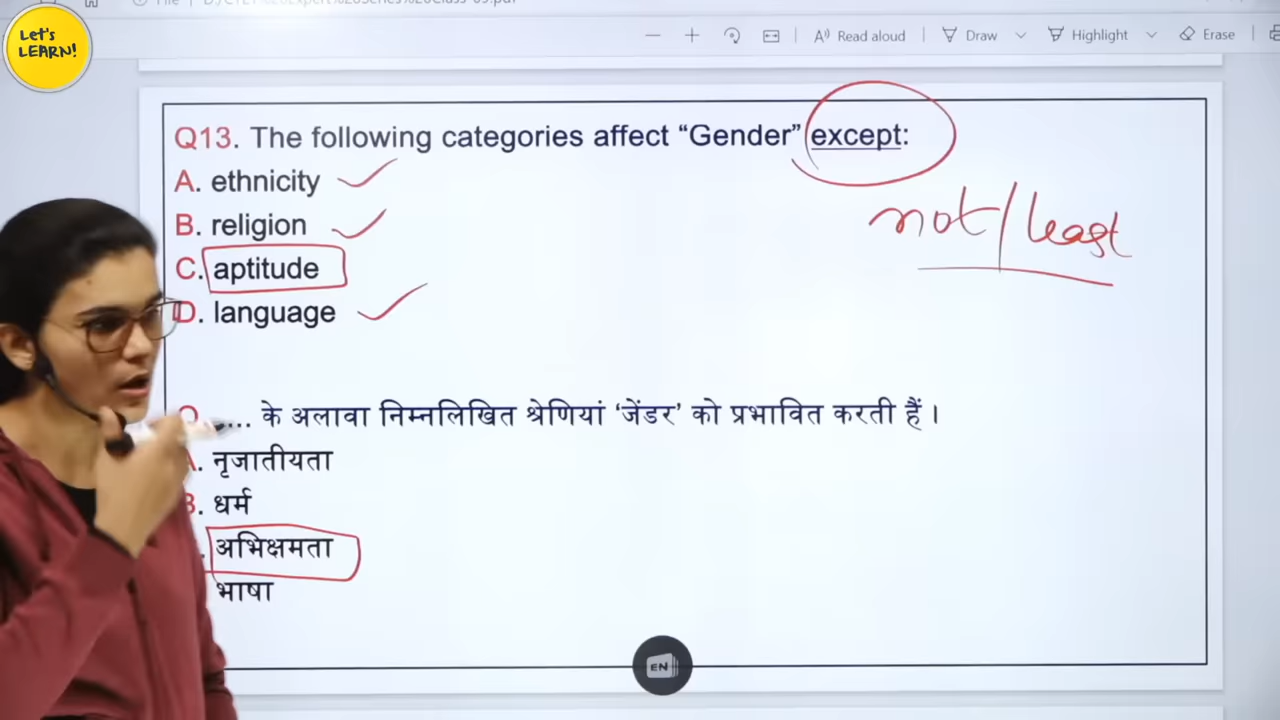 Let's
LEARN!
Read aloud
Draw
Highlight
Erase
Q13. The following categories affect “Gender” except:
A. ethnicity
B. religion
C. aptitude
D. language
not/least
Q. .... के अलावा निम्नलिखित श्रेणियां ‘जेंडर’ को प्रभावित करती हैं ।
A. नृजातीयता
B. धर्म
. अभिक्षमता
भाषा
EN